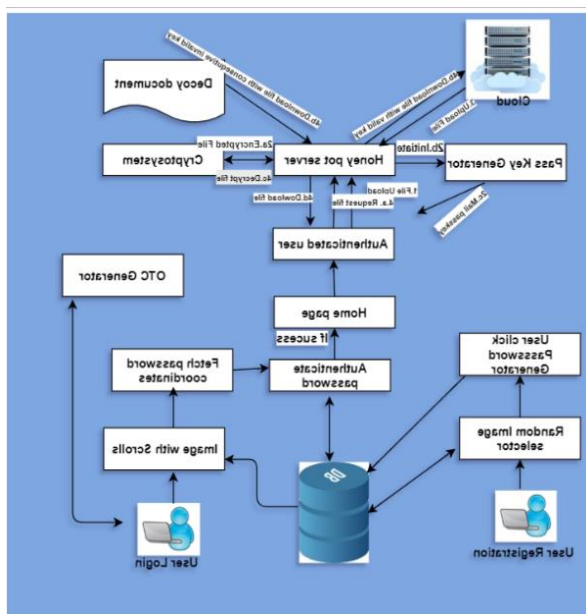 4b.Download file with consequtive invalid key
Decoy document
4b.Download file with valid key
3.Upload File
Cloud
Cryptosystem
2a.Encrypted File
4c.Decrypt file
Honey pot server
2b.Initiate
Pass Key Generator
4d.Dowload file
1.File Upload
4.a. Request file
2c.Mail passkey
Authenticated user
OTC Generator
Home page
If sucess
Fetch password
coordinates
Authenticate
password
User click
Passsword
Generator
Image with Scrolls
Random Image
selector
DB
User Login
User Registration